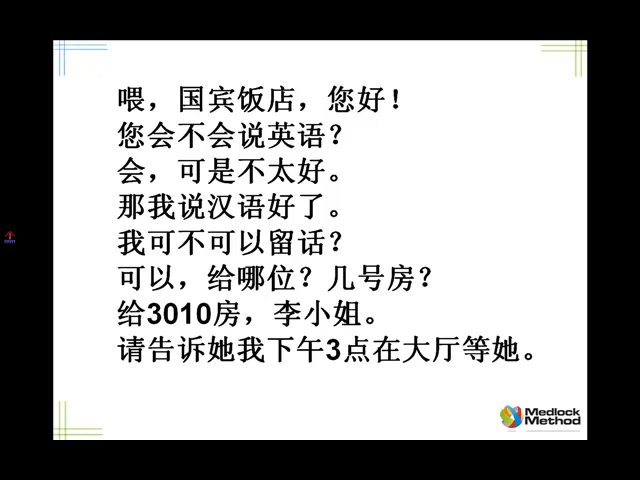 喂，国宾饭店，您好！
您会不会说英语？
会，可是不太好。
那我说汉语好了。
我可不可以留话？
可以，给哪位？几号房？
给3010房，李小姐。
请告诉她我下午3点在大厅等她。
Medlock
Method